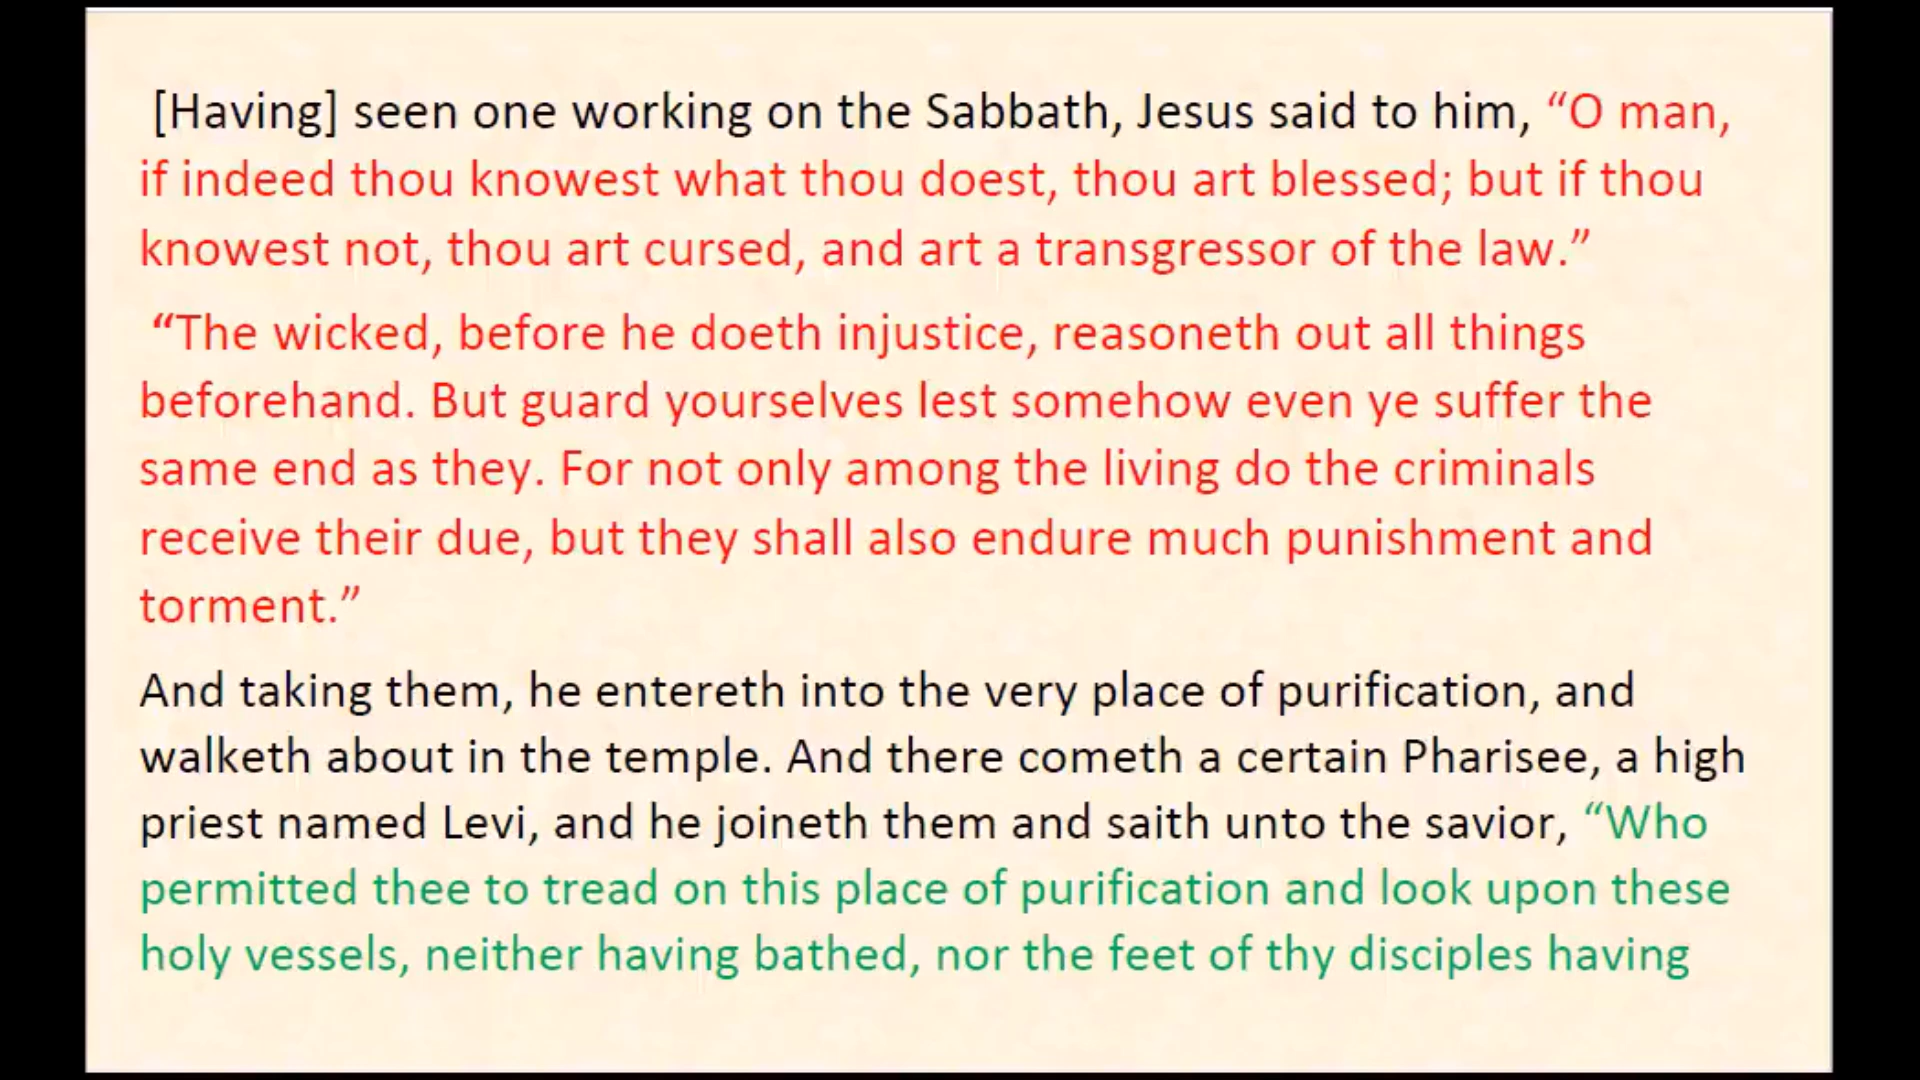 [Having] seen one working on the Sabbath, Jesus said to him, “O man,
if indeed thou knowest what thou doest, thou art blessed; but if thou
knowest not, thou art cursed, and art a transgressor of the law.”
“The wicked, before he doeth injustice, reasoneth out all things
beforehand. But guard yourselves lest somehow even ye suffer the
same end as they. For not only among the living do the criminals
receive their due, but they shall also endure much punishment and
torment.”
And taking them, he entereth into the very place of purification, and
walketh about in the temple. And there cometh a certain Pharisee, a high
priest named Levi, and he joineth them and saith unto the savior, “Who
permitted thee to tread on this place of purification and look upon these
holy vessels, neither having bathed, nor the feet of thy disciples having